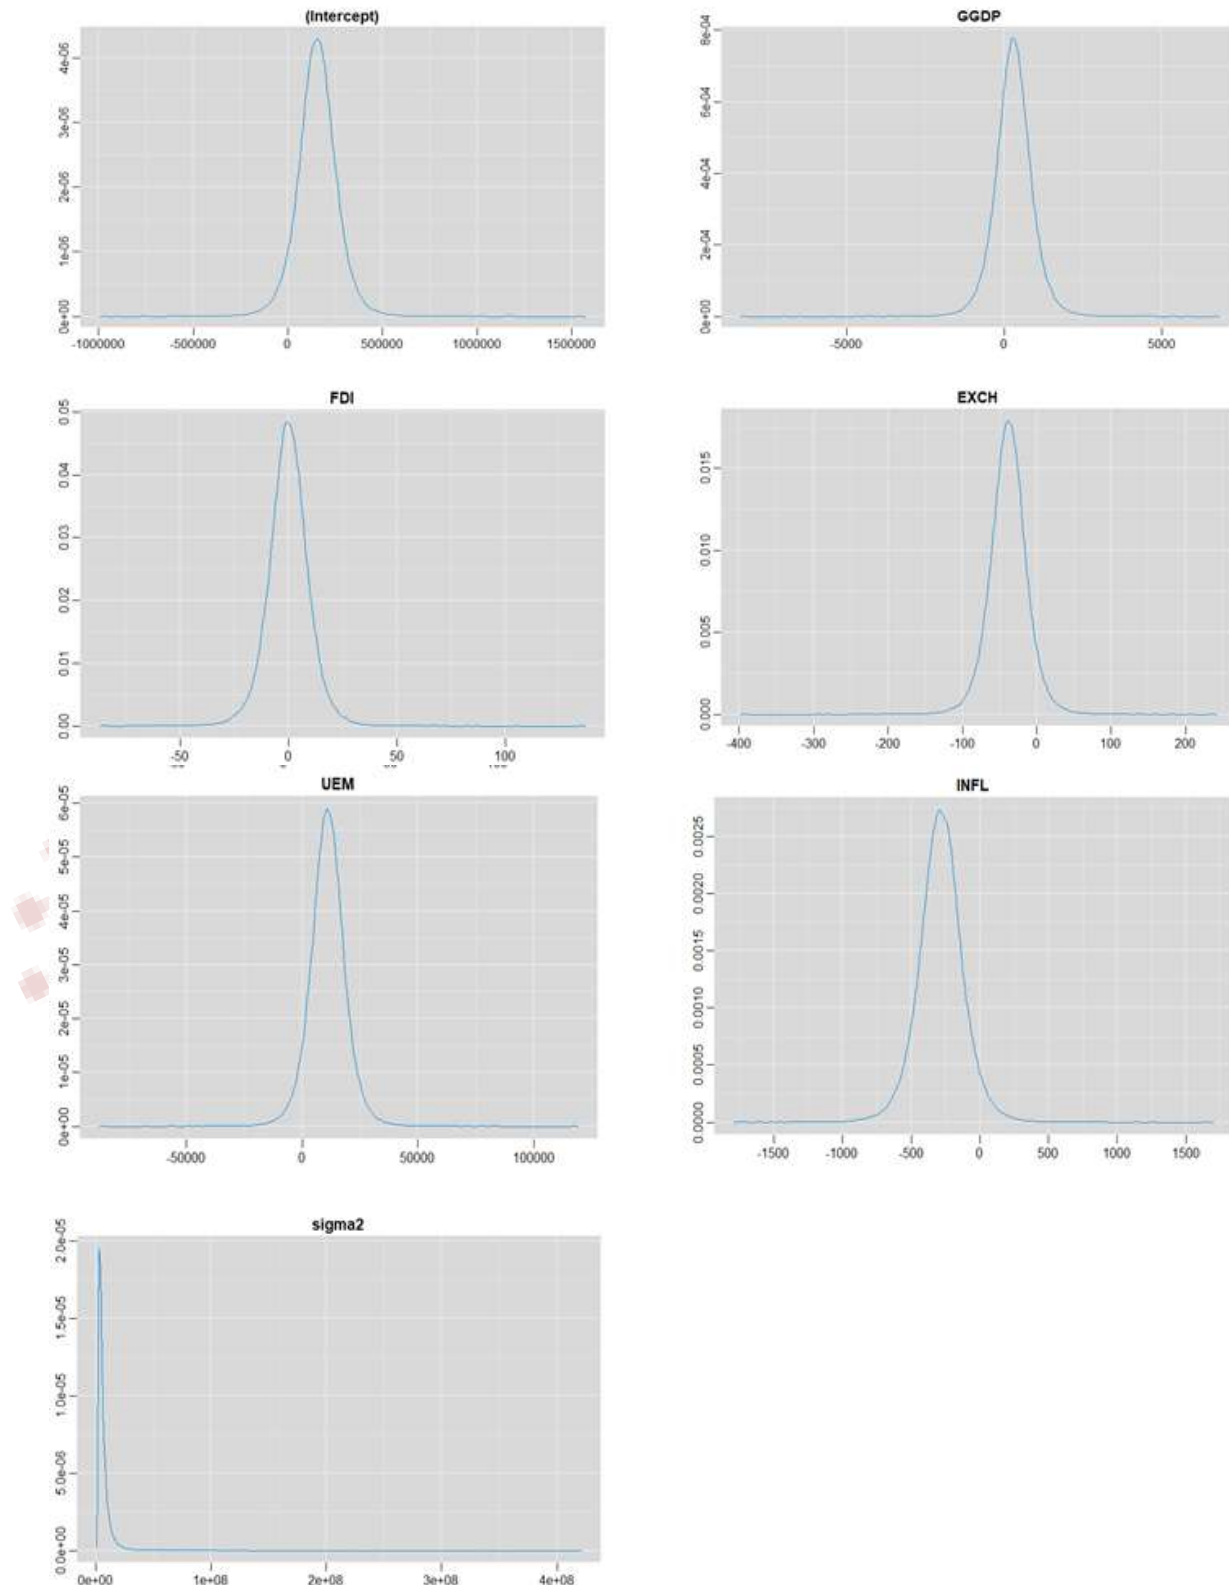 (Intercept)
0e+00 1e-06 2e-06 3e-06 4e-06
-1000000 -500000 0 500000 1000000 1500000
GGDP
0e+00 2e-04 4e-04 6e-04 8e-04
-5000 0 5000
FDI
0.00 0.01 0.02 0.03 0.04 0.05
-50 0 50 100
EXCH
0.000 0.005 0.010 0.015
-400 -300 -200 -100 0 100 200
UEM
0e+00 1e-05 2e-05 3e-05 4e-05 5e-05 6e-05
-50000 0 50000 100000
INFL
0.0000 0.0005 0.0010 0.0015 0.0020 0.0025
-1500 -1000 -500 0 500 1000 1500
sigma2
0.0e+00 5.0e-06 1.0e-05 1.5e-05 2.0e-05
0e+00 1e+08 2e+08 3e+08 4e+08